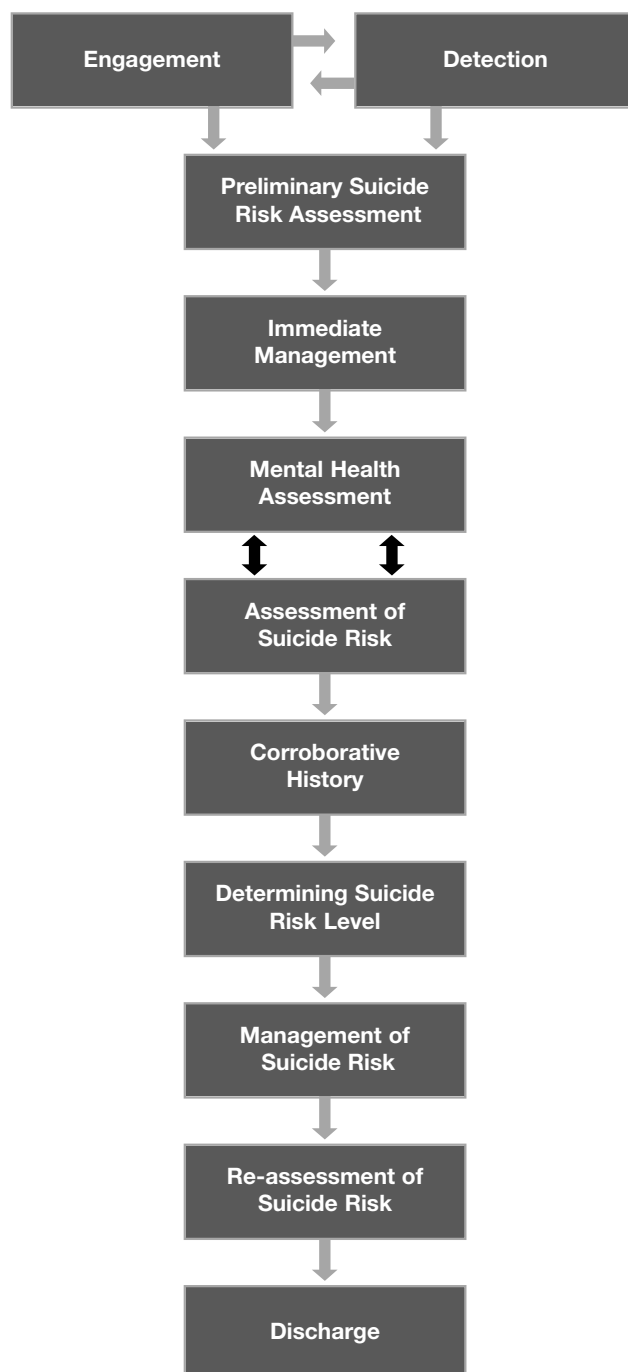 Engagement
Detection
Preliminary Suicide
Risk Assessment
Immediate
Management
Mental Health
Assessment
Assessment of
Suicide Risk
Corroborative
History
Determining Suicide
Risk Level
Management of
Suicide Risk
Re-assessment of
Suicide Risk
Discharge